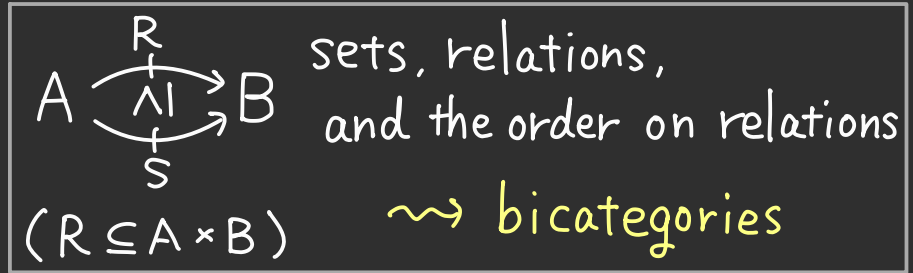 R
A ≤ B
S
(R ⊆ A × B)
sets, relations,
and the order on relations
⇝ bicategories